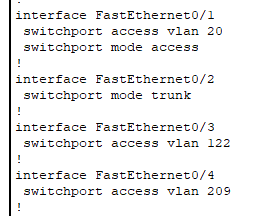 !
interface FastEthernet0/1
 switchport access vlan 20
 switchport mode access
!
interface FastEthernet0/2
 switchport mode trunk
!
interface FastEthernet0/3
 switchport access vlan 122
!
interface FastEthernet0/4
 switchport access vlan 209
!